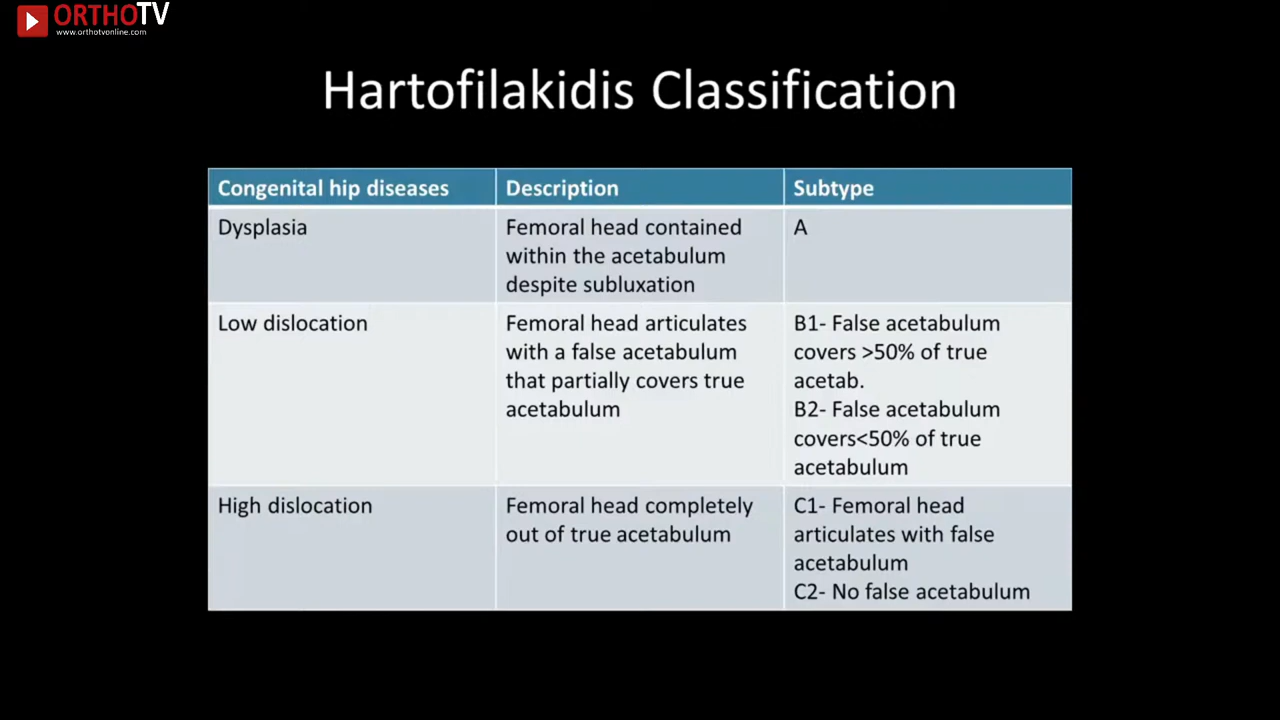 ORTHOTV
www.orthotvonline.com
Hartofilakidis Classification
Congenital hip diseases
Description
Subtype
Dysplasia
Femoral head contained
within the acetabulum
despite subluxation
A
Low dislocation
Femoral head articulates
with a false acetabulum
that partially covers true
acetabulum
B1- False acetabulum
covers >50% of true
acetab.
B2- False acetabulum
covers<50% of true
acetabulum
High dislocation
Femoral head completely
out of true acetabulum
C1- Femoral head
articulates with false
acetabulum
C2- No false acetabulum